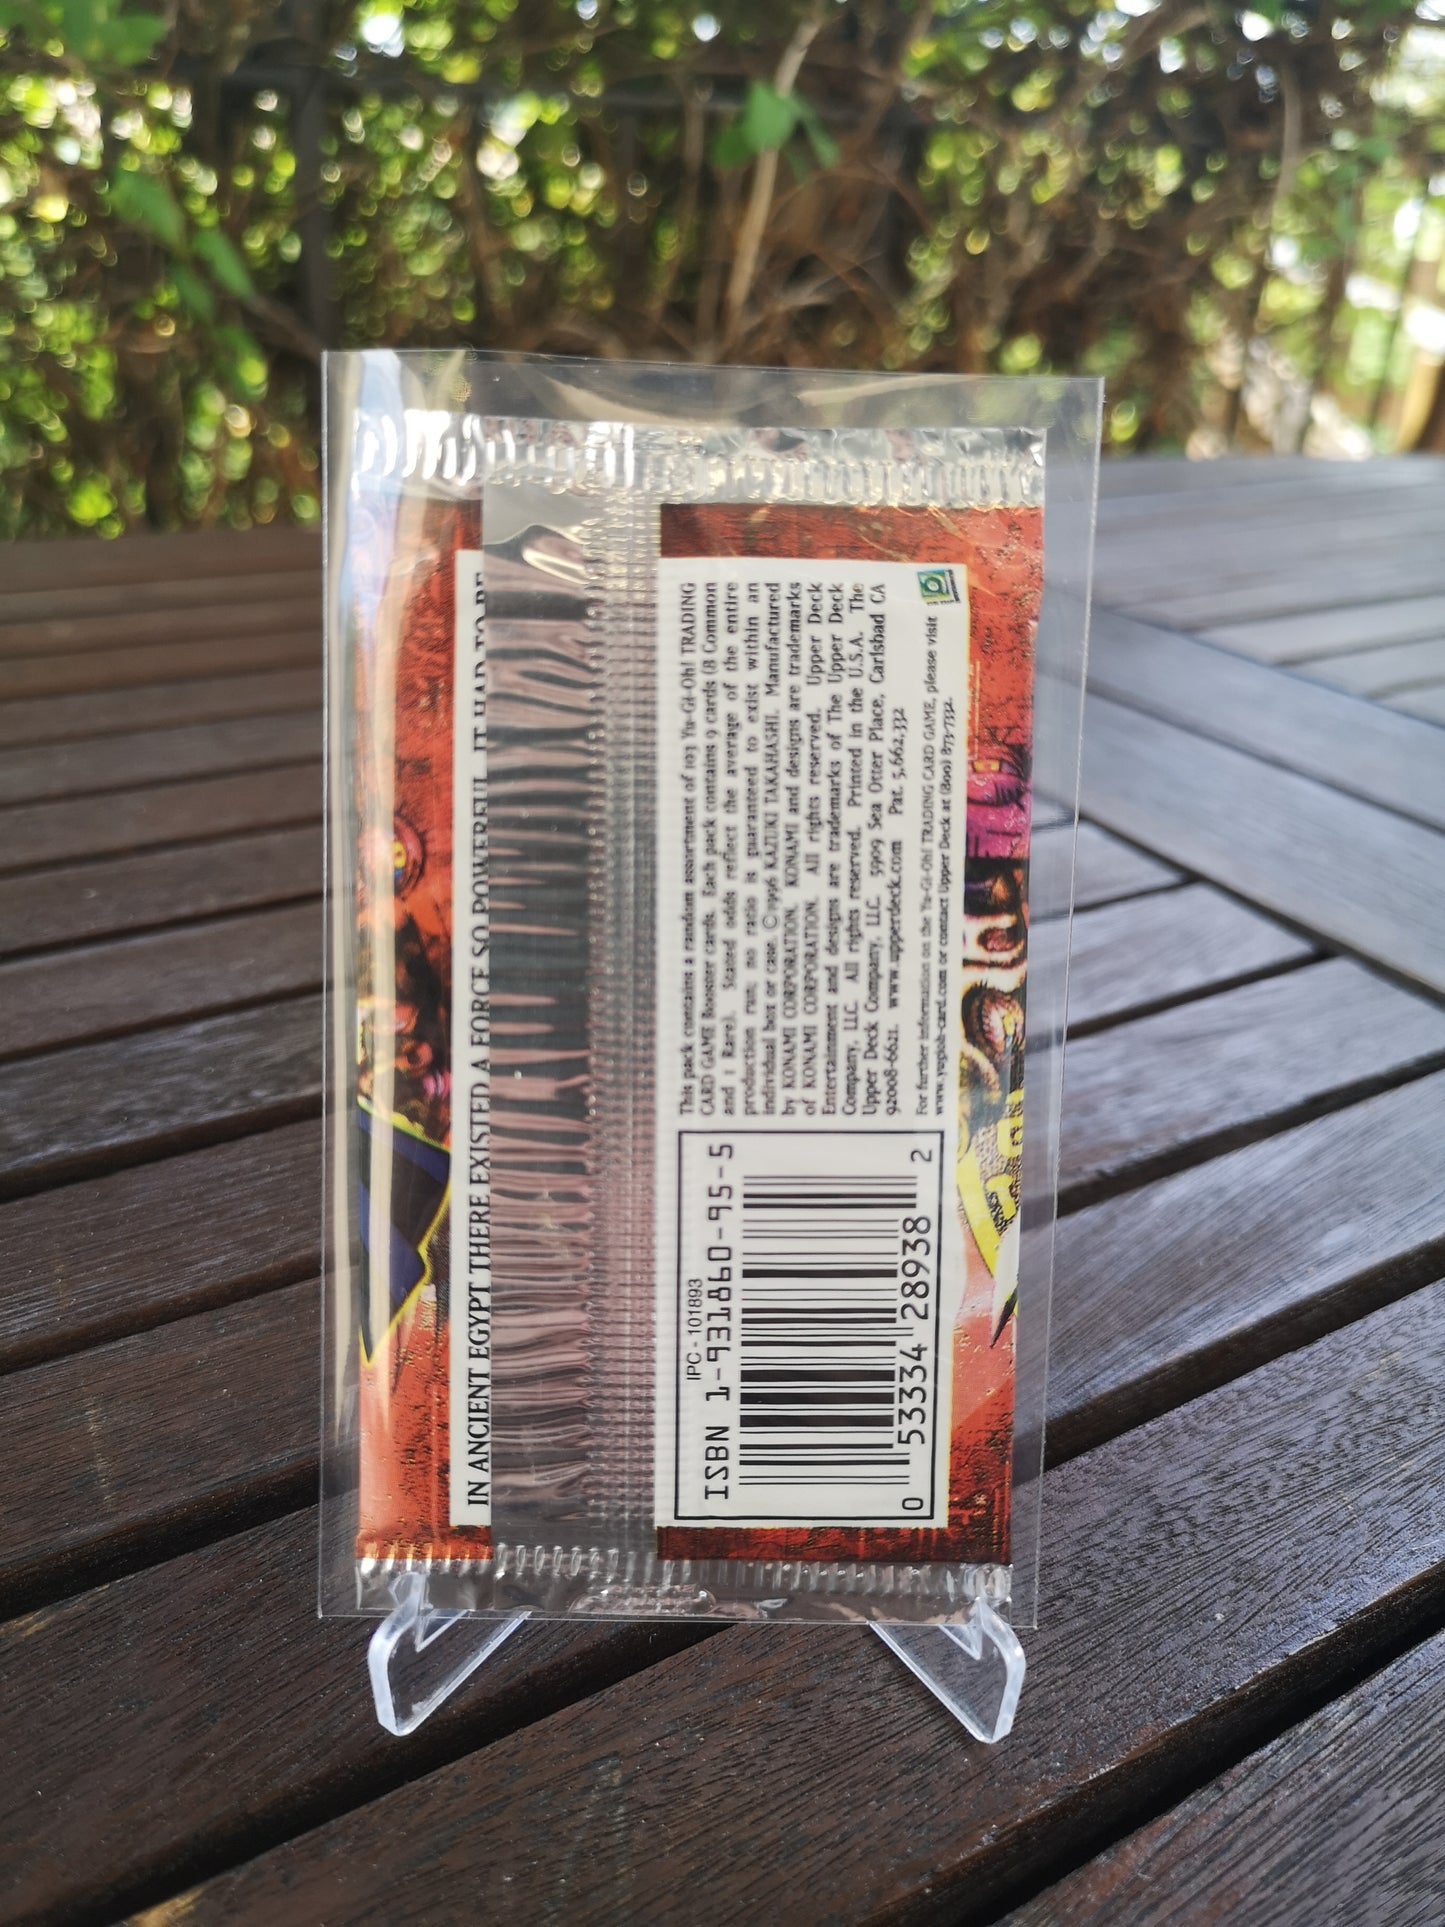 IN ANCIENT EGYPT THERE EXISTED A FORCE SO POWERFUL IT HAD TO BE
This pack contains a random assortment of 103 Yu-Gi-Oh! TRADING
CARD GAME Booster cards. Each pack contains 9 cards (8 Common
and 1 Rare). Stated odds reflect the average of the entire
production run; no ratio is guaranteed to exist within an
individual box or case. ©1996 KAZUKI TAKAHASHI. Manufactured
by KONAMI CORPORATION. KONAMI and designs are trademarks
of KONAMI CORPORATION. All rights reserved. Upper Deck
Entertainment and designs are trademarks of The Upper Deck
Company, LLC. All rights reserved. Printed in the U.S.A. The
Upper Deck Company, LLC. 5909 Sea Otter Place, Carlsbad CA
92008-6621. www.upperdeck.com Pat. 5,662,332
For further information on the Yu-Gi-Oh! TRADING CARD GAME, please visit
www.yugioh-card.com or contact Upper Deck at (800) 873-7332.
IPC - 101893
ISBN 1-931860-95-5
0 53334 28938 2